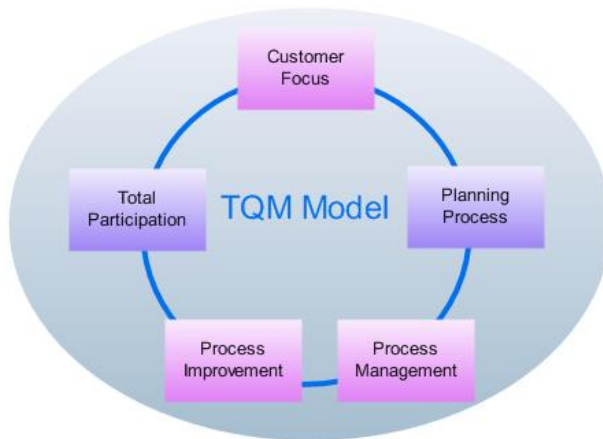 Customer
Focus
Total
Participation
TQM Model
Planning
Process
Process
Improvement
Process
Management